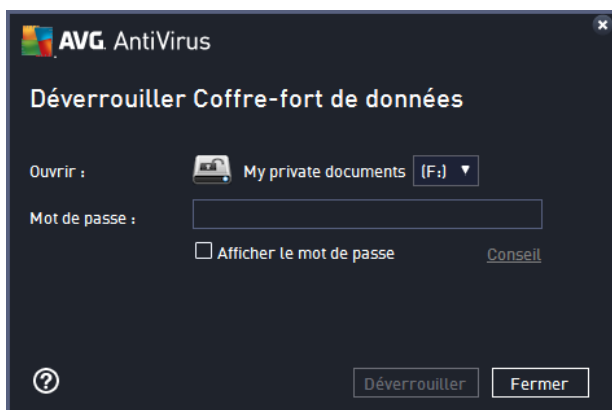 AVG. AntiVirus
Déverrouiller Coffre-fort de données
Ouvrir :
My private documents (F:)
Mot de passe :
Afficher le mot de passe
Conseil
Déverrouiller
Fermer